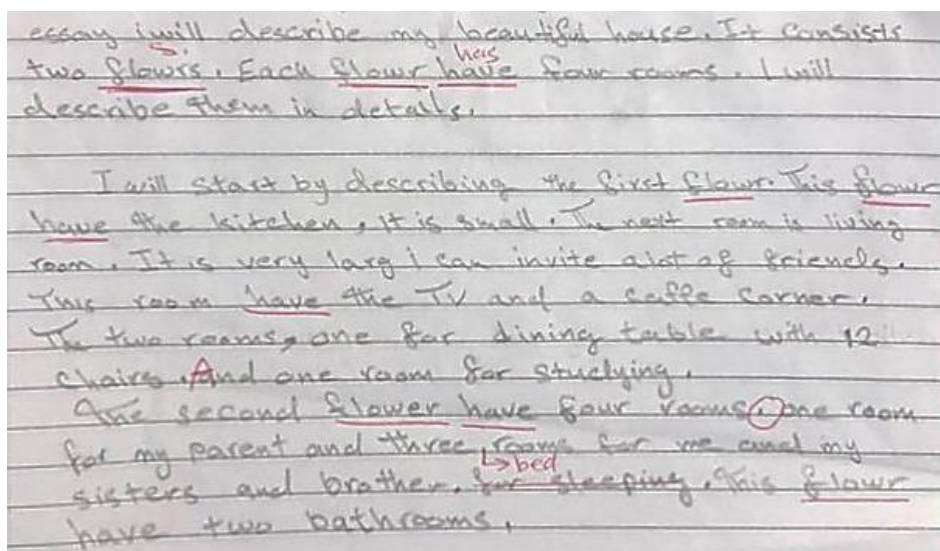 essay i will describe my beautiful house. It consists
s. has
two flowrs. Each flowr have four rooms. I will
describe them in details.
I will start by describing the first flowr. This flowr
have the kitchen, It is small. The next room is living
room. It is very larg i can invite alot of friends.
This room have the TV and a caffe corner.
The two rooms, one for dining table with 12
chairs. And one room for studying.
The second flower have four rooms. one room
for my parent and three rooms for me and my
bed
sisters and brother. for sleeping. This flowr
have two bathrooms.